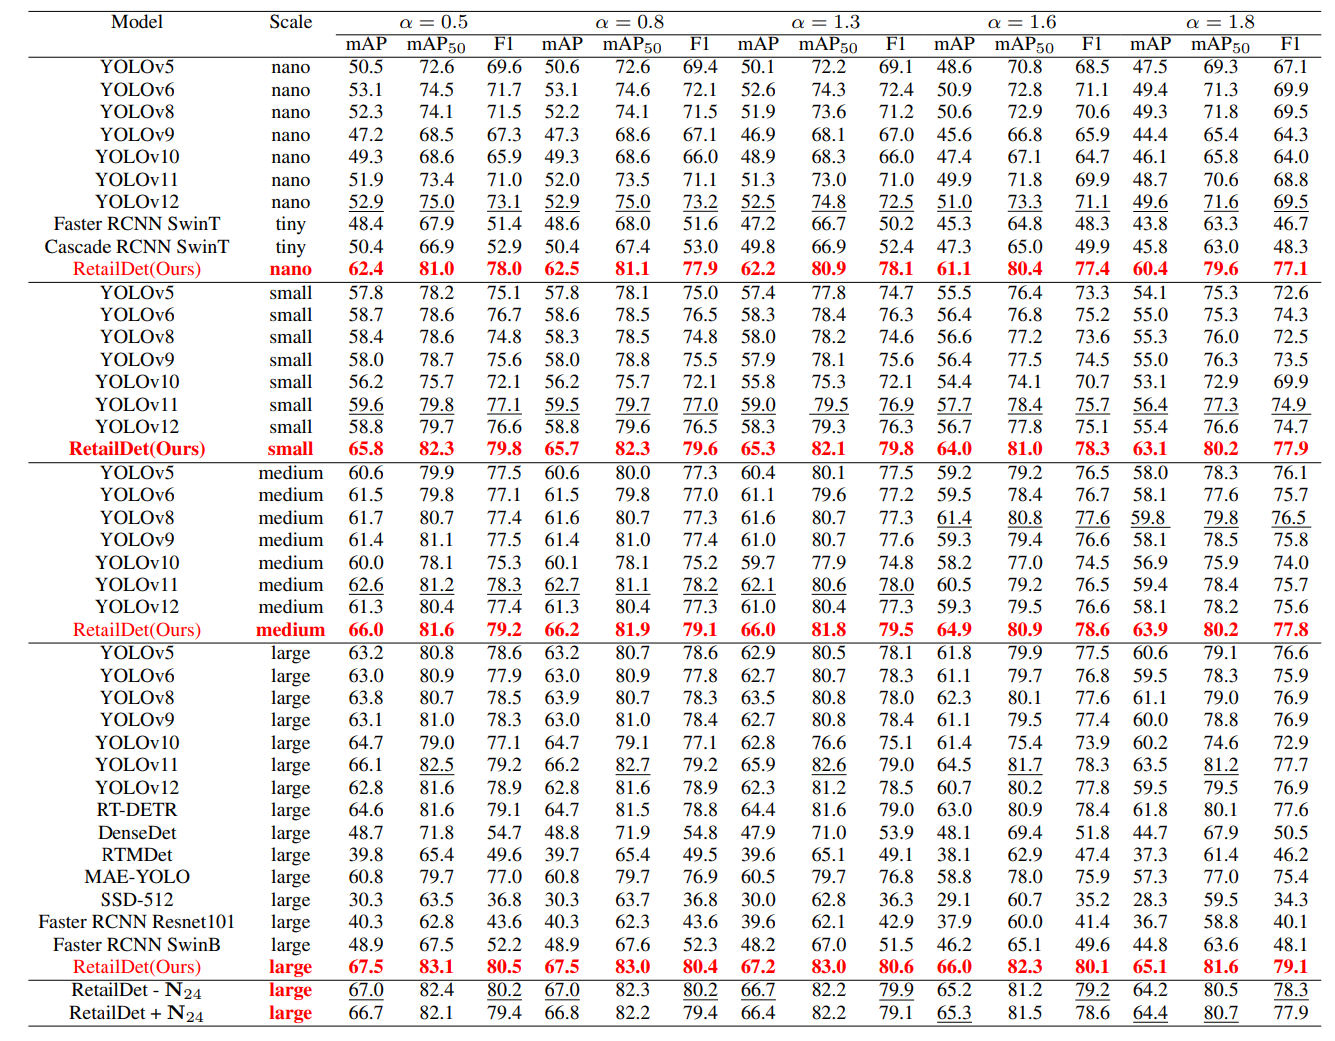 Model Scale α = 0.5 α = 0.8 α = 1.3 α = 1.6 α = 1.8
mAP mAP50 F1 mAP mAP50 F1 mAP mAP50 F1 mAP mAP50 F1 mAP mAP50 F1
YOLOv5 nano 50.5 72.6 69.6 50.6 72.6 69.4 50.1 72.2 69.1 48.6 70.8 68.5 47.5 69.3 67.1
YOLOv6 nano 53.1 74.5 71.7 53.1 74.6 72.1 52.6 74.3 72.4 50.9 72.8 71.1 49.4 71.3 69.9
YOLOv8 nano 52.3 74.1 71.5 52.2 74.1 71.5 51.9 73.6 71.2 50.6 72.9 70.6 49.3 71.8 69.5
YOLOv9 nano 47.2 68.5 67.3 47.3 68.6 67.1 46.9 68.1 67.0 45.6 66.8 65.9 44.4 65.4 64.3
YOLOv10 nano 49.3 68.6 65.9 49.3 68.6 66.0 48.9 68.3 66.0 47.4 67.1 64.7 46.1 65.8 64.0
YOLOv11 nano 51.9 73.4 71.0 52.0 73.5 71.1 51.3 73.0 71.0 49.9 71.8 69.9 48.7 70.6 68.8
YOLOv12 nano 52.9 75.0 73.1 52.9 75.0 73.2 52.5 74.8 72.5 51.0 73.3 71.1 49.6 71.6 69.5
Faster RCNN SwinT tiny 48.4 67.9 51.4 48.6 68.0 51.6 47.2 66.7 50.2 45.3 64.8 48.3 43.8 63.3 46.7
Cascade RCNN SwinT tiny 50.4 66.9 52.9 50.4 67.4 53.0 49.8 66.9 52.4 47.3 65.0 49.9 45.8 63.0 48.3
RetailDet(Ours) nano 62.4 81.0 78.0 62.5 81.1 77.9 62.2 80.9 78.1 61.1 80.4 77.4 60.4 79.6 77.1
YOLOv5 small 57.8 78.2 75.1 57.8 78.1 75.0 57.4 77.8 74.7 55.5 76.4 73.3 54.1 75.3 72.6
YOLOv6 small 58.7 78.6 76.7 58.6 78.5 76.5 58.3 78.4 76.3 56.4 76.8 75.2 55.0 75.3 74.3
YOLOv8 small 58.4 78.6 74.8 58.3 78.5 74.8 58.0 78.2 74.6 56.6 77.2 73.6 55.3 76.0 72.5
YOLOv9 small 58.0 78.7 75.6 58.0 78.8 75.5 57.9 78.1 75.6 56.4 77.5 74.5 55.0 76.3 73.5
YOLOv10 small 56.2 75.7 72.1 56.2 75.7 72.1 55.8 75.3 72.1 54.4 74.1 70.7 53.1 72.9 69.9
YOLOv11 small 59.6 79.8 77.1 59.5 79.7 77.0 59.0 79.5 76.9 57.7 78.4 75.7 56.4 77.3 74.9
YOLOv12 small 58.8 79.7 76.6 58.8 79.6 76.5 58.3 79.3 76.3 56.7 77.8 75.1 55.4 76.6 74.7
RetailDet(Ours) small 65.8 82.3 79.8 65.7 82.3 79.6 65.3 82.1 79.8 64.0 81.0 78.3 63.1 80.2 77.9
YOLOv5 medium 60.6 79.9 77.5 60.6 80.0 77.3 60.4 80.1 77.5 59.2 79.2 76.5 58.0 78.3 76.1
YOLOv6 medium 61.5 79.8 77.1 61.5 79.8 77.0 61.1 79.6 77.2 59.5 78.4 76.7 58.1 77.6 75.7
YOLOv8 medium 61.7 80.7 77.4 61.6 80.7 77.3 61.6 80.7 77.3 61.4 80.8 77.6 59.8 79.8 76.5
YOLOv9 medium 61.4 81.1 77.5 61.4 81.0 77.4 61.0 80.7 77.6 59.3 79.4 76.6 58.1 78.5 75.8
YOLOv10 medium 60.0 78.1 75.3 60.1 78.1 75.2 59.7 77.9 74.8 58.2 77.0 74.5 56.9 75.9 74.0
YOLOv11 medium 62.6 81.2 78.3 62.7 81.1 78.2 62.1 80.6 78.0 60.5 79.2 76.5 59.4 78.4 75.7
YOLOv12 medium 61.3 80.4 77.4 61.3 80.4 77.3 61.0 80.4 77.3 59.3 79.5 76.6 58.1 78.2 75.6
RetailDet(Ours) medium 66.0 81.6 79.2 66.2 81.9 79.1 66.0 81.8 79.5 64.9 80.9 78.6 63.9 80.2 77.8
YOLOv5 large 63.2 80.8 78.6 63.2 80.7 78.6 62.9 80.5 78.1 61.8 79.9 77.5 60.6 79.1 76.6
YOLOv6 large 63.0 80.9 77.9 63.0 80.9 77.8 62.7 80.7 78.3 61.1 79.7 76.8 59.5 78.3 75.9
YOLOv8 large 63.8 80.7 78.5 63.9 80.7 78.3 63.5 80.8 78.0 62.3 80.1 77.6 61.1 79.0 76.9
YOLOv9 large 63.1 81.0 78.3 63.0 81.0 78.4 62.7 80.8 78.4 61.1 79.5 77.4 60.0 78.8 76.9
YOLOv10 large 64.7 79.0 77.1 64.7 79.1 77.1 62.8 76.6 75.1 61.4 75.4 73.9 60.2 74.6 72.9
YOLOv11 large 66.1 82.5 79.2 66.2 82.7 79.2 65.9 82.6 79.0 64.5 81.7 78.3 63.5 81.2 77.7
YOLOv12 large 62.8 81.6 78.9 62.8 81.6 78.9 62.3 81.2 78.5 60.7 80.2 77.8 59.5 79.5 76.9
RT-DETR large 64.6 81.6 79.1 64.7 81.5 78.8 64.4 81.6 79.0 63.0 80.9 78.4 61.8 80.1 77.6
DenseDet large 48.7 71.8 54.7 48.8 71.9 54.8 47.9 71.0 53.9 48.1 69.4 51.8 44.7 67.9 50.5
RTMDet large 39.8 65.4 49.6 39.7 65.4 49.5 39.6 65.1 49.1 38.1 62.9 47.4 37.3 61.4 46.2
MAE-YOLO large 60.8 79.7 77.0 60.8 79.7 76.9 60.5 79.7 76.8 58.8 78.0 75.9 57.3 77.0 75.4
SSD-512 large 30.3 63.5 36.8 30.3 63.7 36.8 30.0 62.8 36.3 29.1 60.7 35.2 28.3 59.5 34.3
Faster RCNN Resnet101 large 40.3 62.8 43.6 40.3 62.3 43.6 39.6 62.1 42.9 37.9 60.0 41.4 36.7 58.8 40.1
Faster RCNN SwinB large 48.9 67.5 52.2 48.9 67.6 52.3 48.2 67.0 51.5 46.2 65.1 49.6 44.8 63.6 48.1
RetailDet(Ours) large 67.5 83.1 80.5 67.5 83.0 80.4 67.2 83.0 80.6 66.0 82.3 80.1 65.1 81.6 79.1
RetailDet - N24 large 67.0 82.4 80.2 67.0 82.3 80.2 66.7 82.2 79.9 65.2 81.2 79.2 64.2 80.5 78.3
RetailDet + N24 large 66.7 82.1 79.4 66.8 82.2 79.4 66.4 82.2 79.1 65.3 81.5 78.6 64.4 80.7 77.9